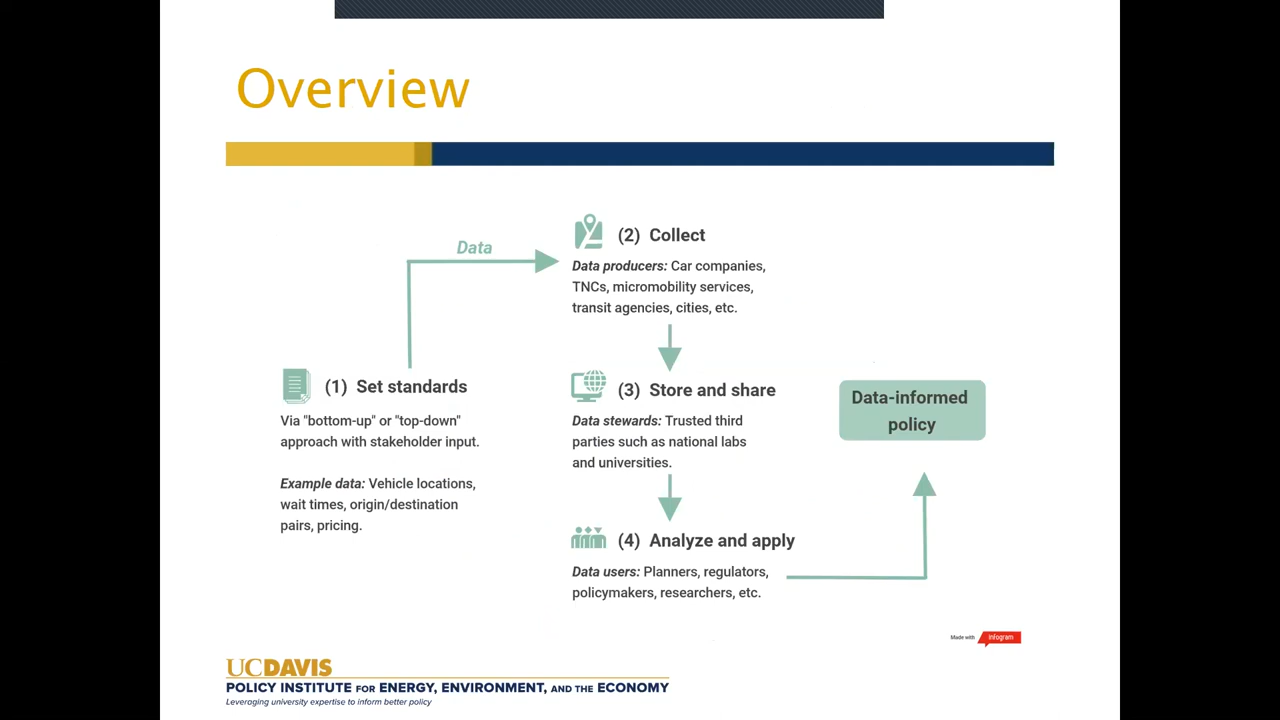 Overview
Data
(1) Set standards
Via "bottom-up" or "top-down"
approach with stakeholder input.
Example data: Vehicle locations,
wait times, origin/destination
pairs, pricing.
(2) Collect
Data producers: Car companies,
TNCs, micromobility services,
transit agencies, cities, etc.
(3) Store and share
Data stewards: Trusted third
parties such as national labs
and universities.
(4) Analyze and apply
Data users: Planners, regulators,
policymakers, researchers, etc.
Data-informed
policy
Made with infogram
UCDAVIS
POLICY INSTITUTE FOR ENERGY, ENVIRONMENT, AND THE ECONOMY
Leveraging university expertise to inform better policy